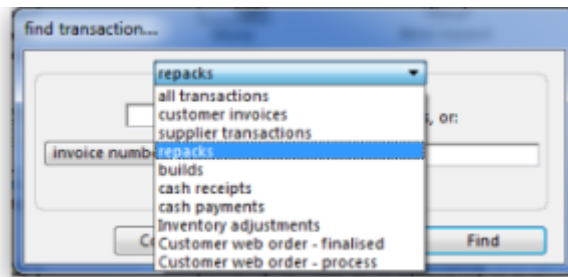 find transaction...
repacks
all transactions
customer invoices
, or:
supplier transactions
repacks
invoice numb
builds
cash receipts
cash payments
Inventory adjustments
Customer web order - finalised
Find
Customer web order - process